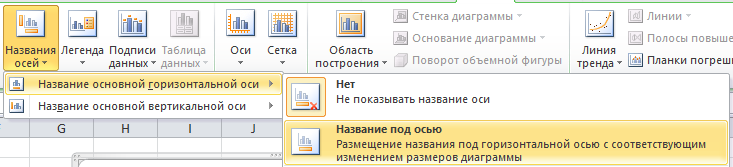 Названия осей
Легенда
Подписи данных
Таблица данных
Оси
Сетка
Область построения
Стенка диаграммы
Основание диаграммы
Поворот объемной фигуры
Линия тренда
Линии
Полосы повыше
Планки погреш
Название основной горизонтальной оси
Название основной вертикальной оси
Нет
Не показывать название оси
Название под осью
Размещение названия под горизонтальной осью с соответствующим
изменением размеров диаграммы
G H I J